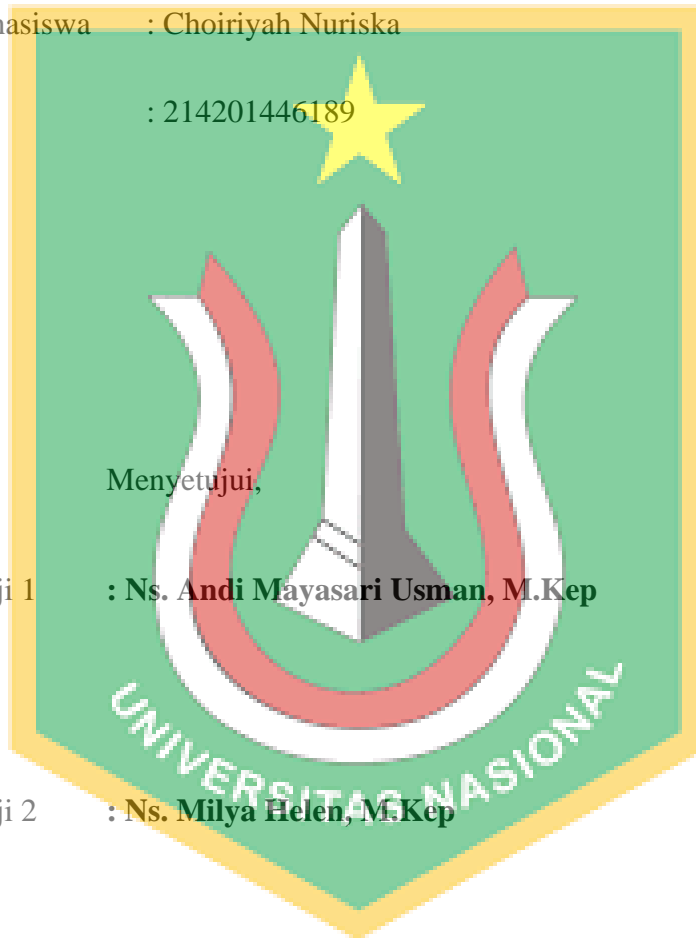 hasiswa : Choiriyah Nuriska
: 214201446189
Menyetujui,
ji 1 : Ns. Andi Mayasari Usman, M.Kep
UNIVERSITAS NASIONAL
ji 2 : Ns. Milya Helen, M.Kep